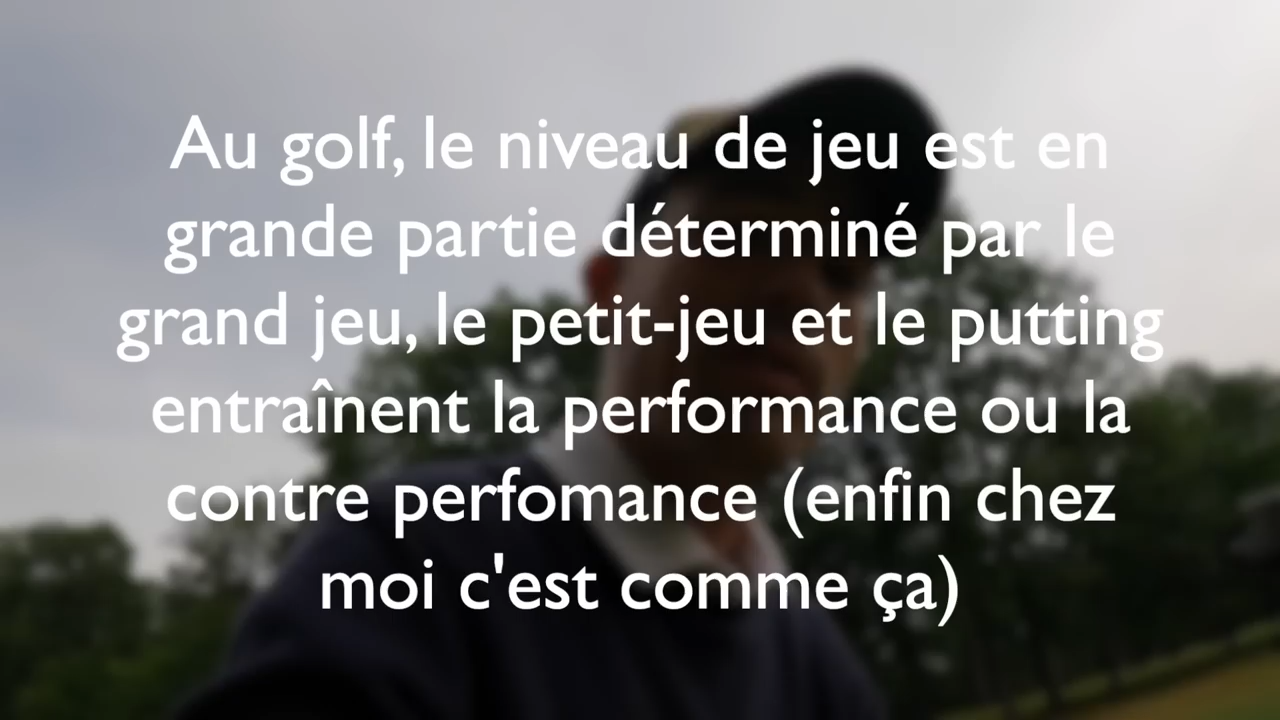 Au golf, le niveau de jeu est en
grande partie déterminé par le
grand jeu, le petit-jeu et le putting
entraînent la performance ou la
contre perfomance (enfin chez
moi c'est comme ça)